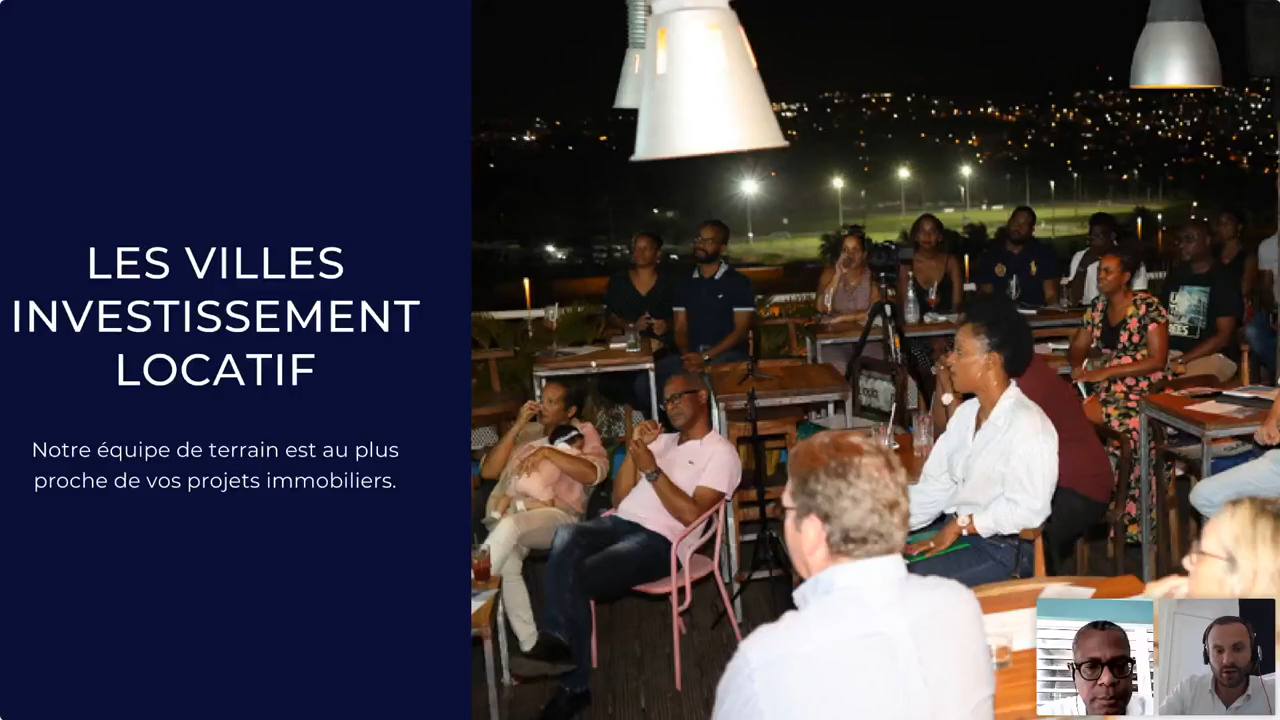 LES VILLES
INVESTISSEMENT
LOCATIF
Notre équipe de terrain est au plus
proche de vos projets immobiliers.